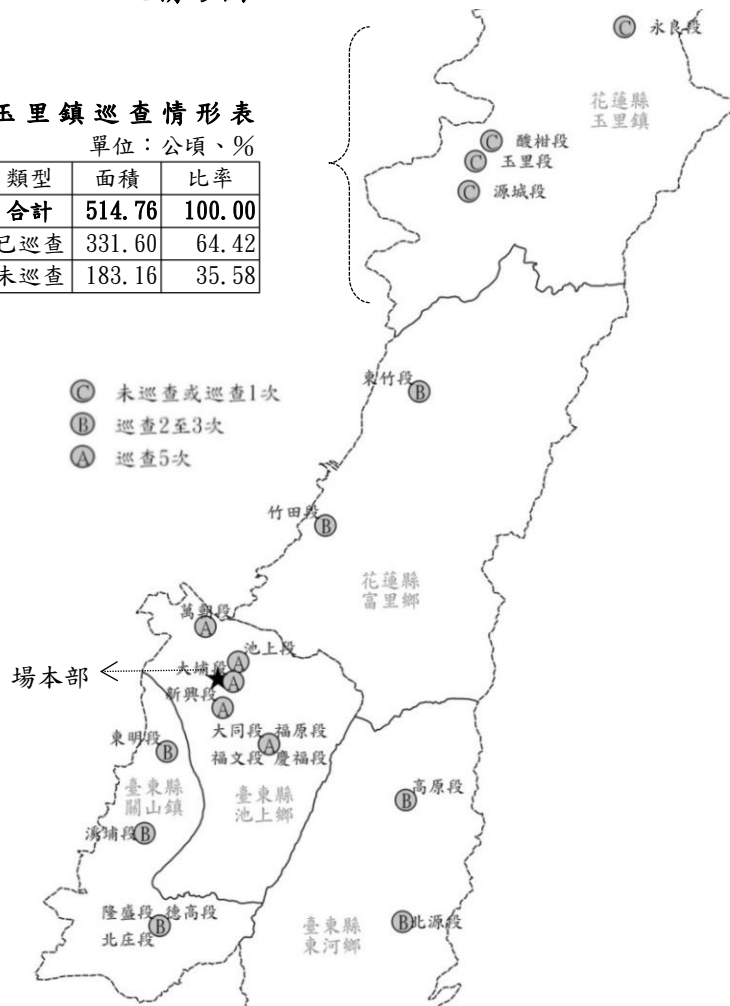 永良段
花蓮縣
玉里鎮
玉里鎮巡查情形表
單位：公頃、%
類型 面積 比率
合計 514.76 100.00
已巡查 331.60 64.42
未巡查 183.16 35.58
C 酸柑段
C 玉里段
C 源城段
C 未巡查或巡查1次
B 巡查2至3次
A 巡查5次
東竹段 B
竹田段 B
花蓮縣
富里鄉
萬朝段
A
池上段
A
場本部
大埔段 A
新興段
A
東明段
B
大同段 福原段
A
福文段 慶福段
臺東縣
關山鎮
臺東縣
池上鄉
高原段
B
溪埔段 B
隆盛段 德高段
B
北庄段
臺東縣
東河鄉
B 北源段